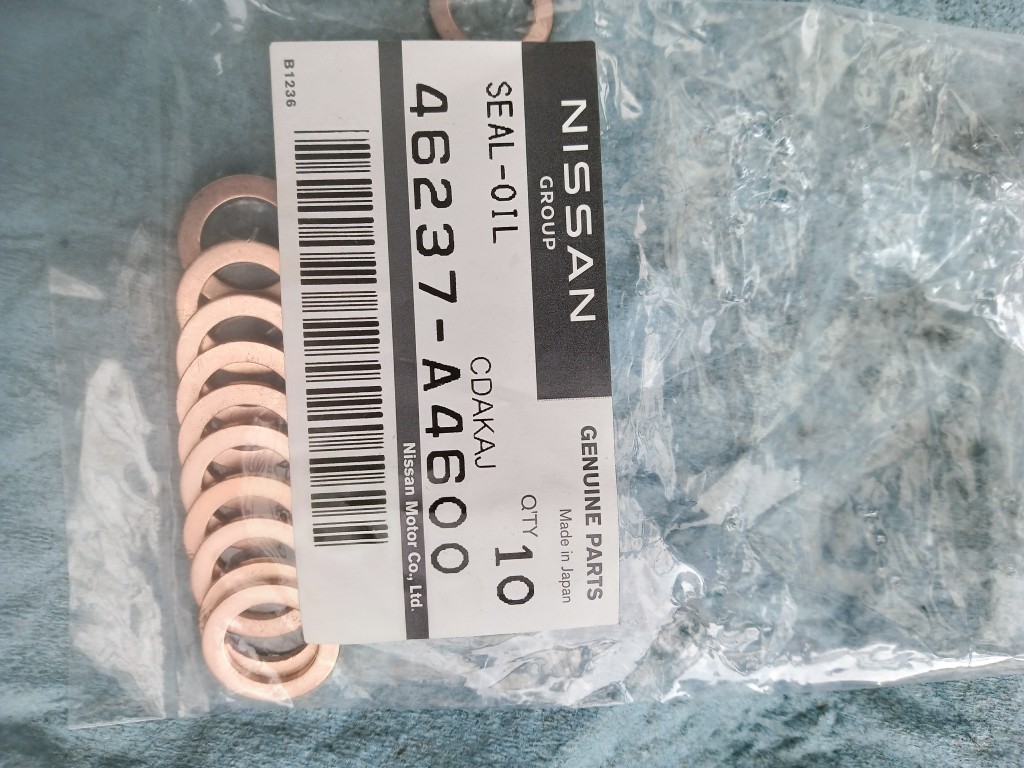 NISSAN
GROUP
GENUINE PARTS
Made in Japan
SEAL-OIL
Q'TY 10
CDAKAJ
46237-A4600
Nissan Motor Co., Ltd.
B1236